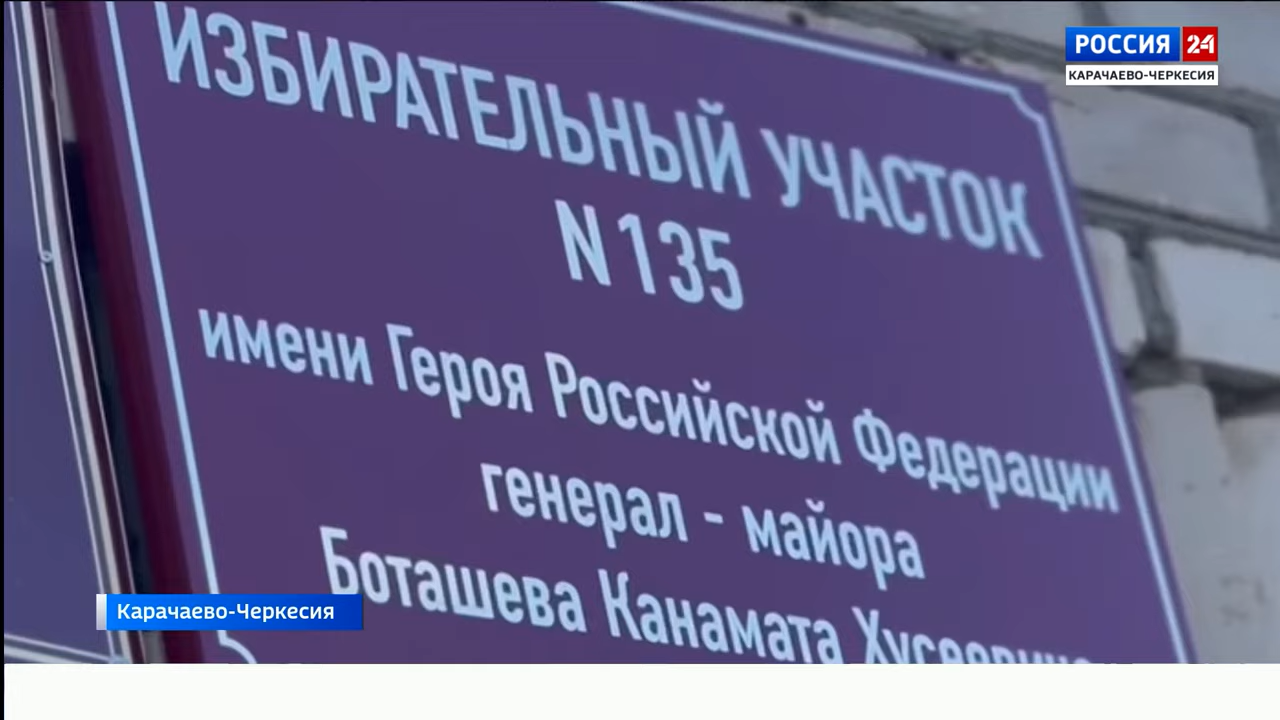 РОССИЯ 24
КАРАЧАЕВО-ЧЕРКЕСИЯ
ИЗБИРАТЕЛЬНЫЙ УЧАСТОК
N 135
имени Героя Российской Федерации
генерал - майора
Боташева Канамата
Карачаево-Черкесия